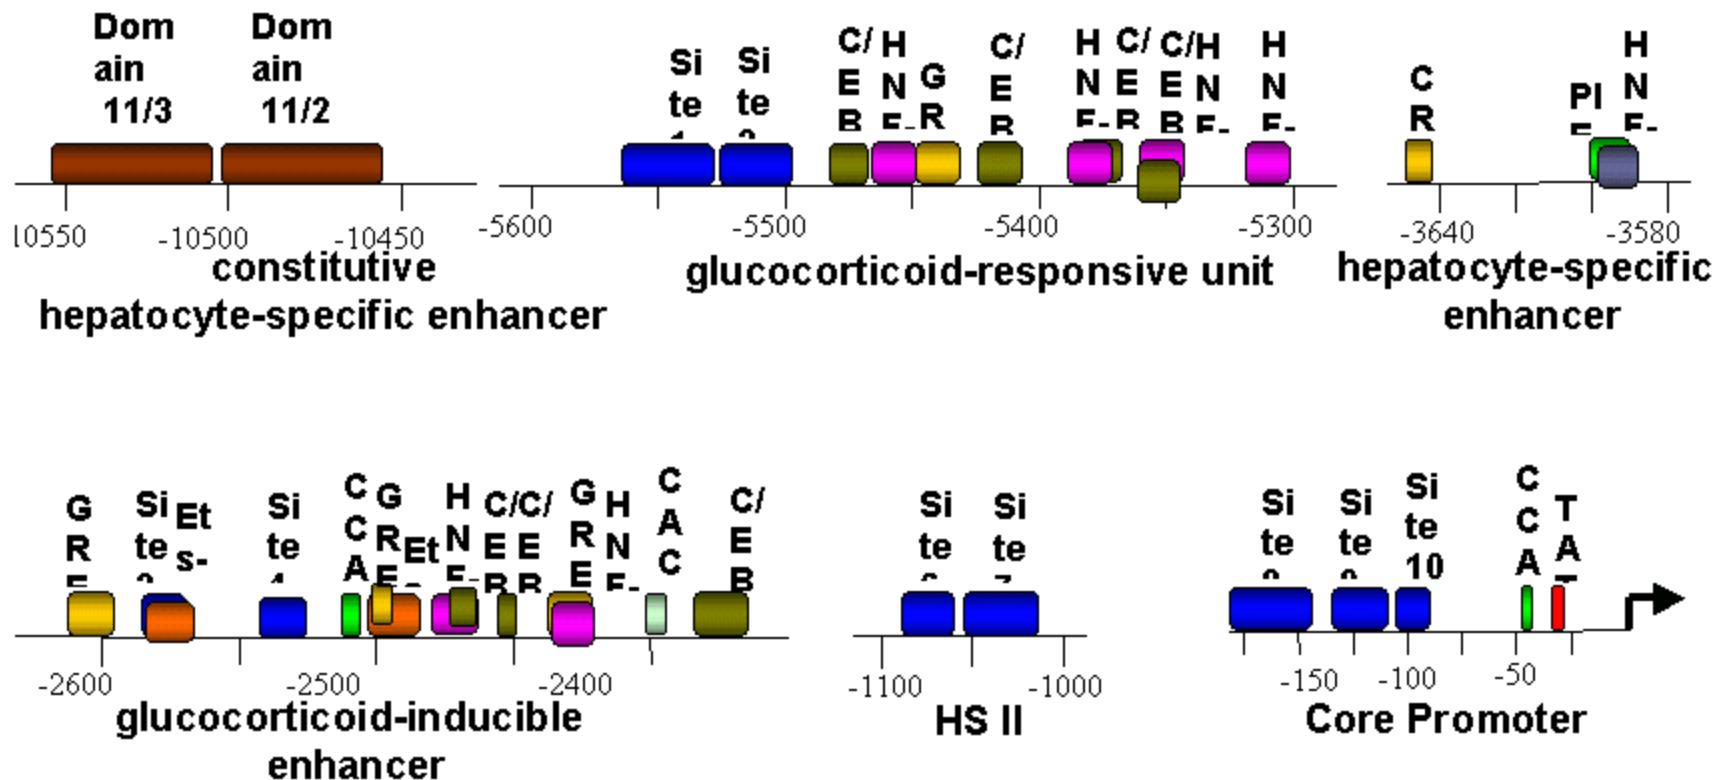 Dom
ain
11/3
Dom
ain
11/2
Si
te
Si
te
C/
E
B
H
N
F-
G
R
C/
E
B
H
N
F-
C/
E
B
C/
E
B
H
N
F-
H
N
F-
C
R
PI
H
N
F-
10550
-10500
-10450
-5600
-5500
-5400
-5300
-3640
-3580
constitutive
hepatocyte-specific enhancer
glucocorticoid-responsive unit
hepatocyte-specific
enhancer
G
R
E
Si
te
Et
s-
Si
te
C
C
A
G
R
E
Et
H
N
F-
C/
E
B
C/
E
B
G
R
E
H
N
F-
C
A
C
C/
E
B
Si
te
Si
te
Si
te
Si
te
Si
te
10
C
C
A
T
A
T
-2600
-2500
-2400
-1100
-1000
-150
-100
-50
glucocorticoid-inducible
enhancer
HS II
Core Promoter